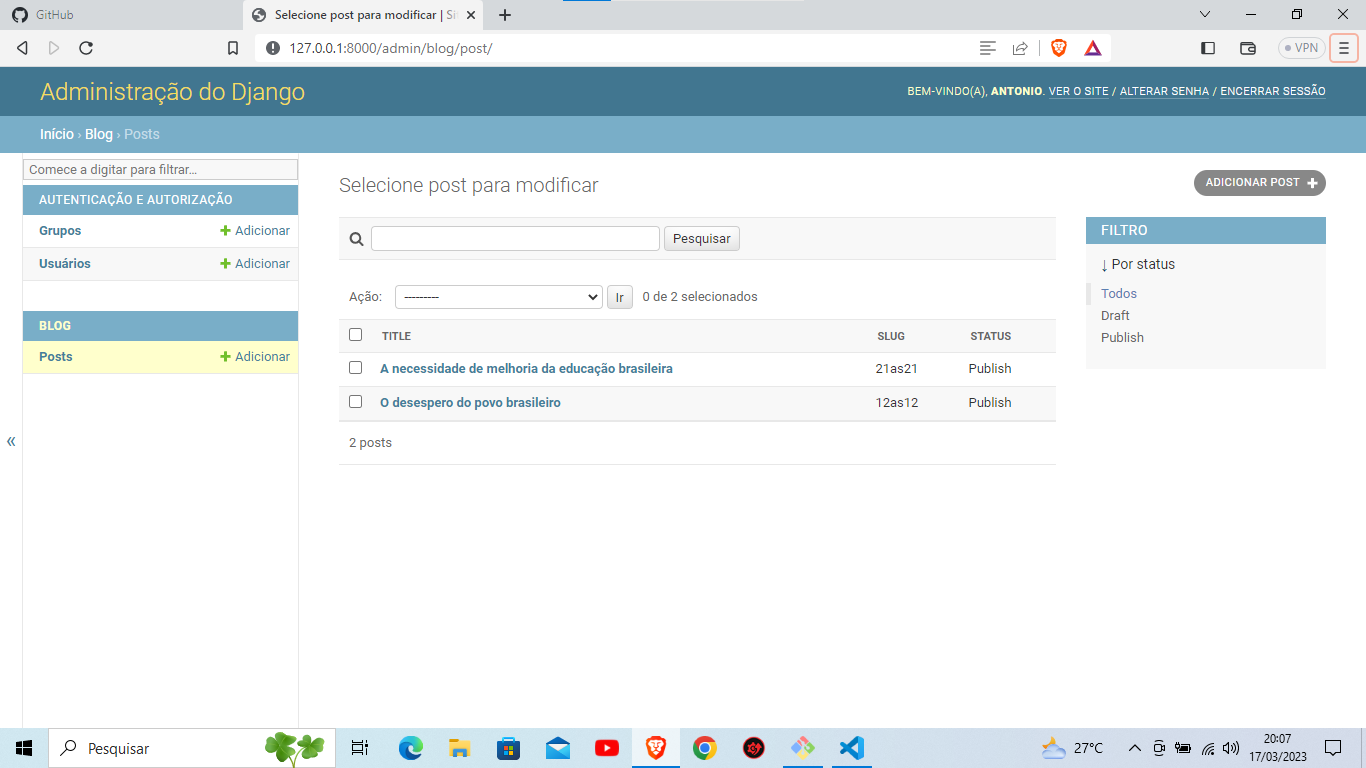 GitHub
Selecione post para modificar | Si
127.0.0.1:8000/admin/blog/post/
VPN
Administração do Django
BEM-VINDO(A), ANTONIO. VER O SITE / ALTERAR SENHA / ENCERRAR SESSÃO
Início › Blog › Posts
Comece a digitar para filtrar...
AUTENTICAÇÃO E AUTORIZAÇÃO
Grupos
Adicionar
Usuários
Adicionar
BLOG
Posts
Adicionar
«
Selecione post para modificar
ADICIONAR POST
Pesquisar
Ação: --------- Ir 0 de 2 selecionados
TITLE SLUG STATUS
A necessidade de melhoria da educação brasileira 21as21 Publish
O desespero do povo brasileiro 12as12 Publish
2 posts
FILTRO
↓ Por status
Todos
Draft
Publish
Pesquisar
27°C
20:07
17/03/2023